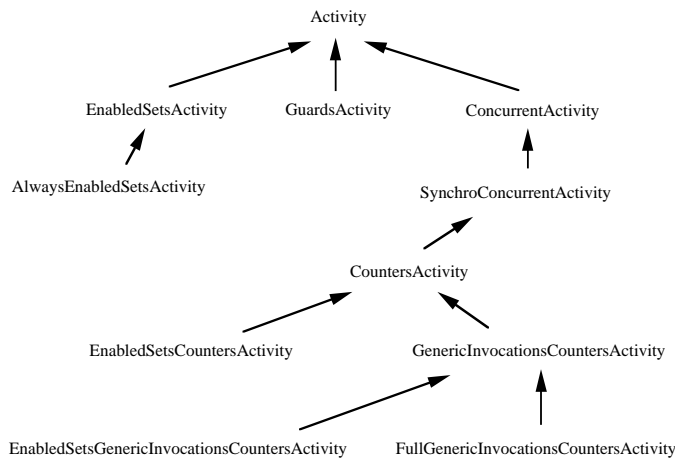 Activity
EnabledSetsActivity GuardsActivity ConcurrentActivity
AlwaysEnabledSetsActivity SynchroConcurrentActivity
CountersActivity
EnabledSetsCountersActivity GenericInvocationsCountersActivity
EnabledSetsGenericInvocationsCountersActivity FullGenericInvocationsCountersActivity